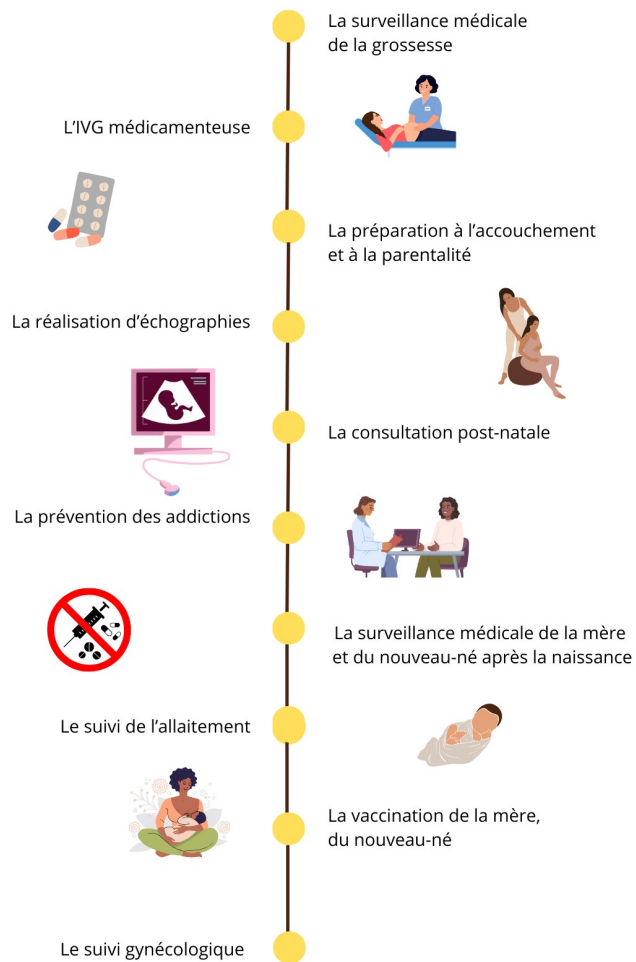 La surveillance médicale
de la grossesse
L’IVG médicamenteuse
La préparation à l’accouchement
et à la parentalité
La réalisation d’échographies
La consultation post-natale
La prévention des addictions
La surveillance médicale de la mère
et du nouveau-né après la naissance
Le suivi de l’allaitement
La vaccination de la mère,
du nouveau-né
Le suivi gynécologique